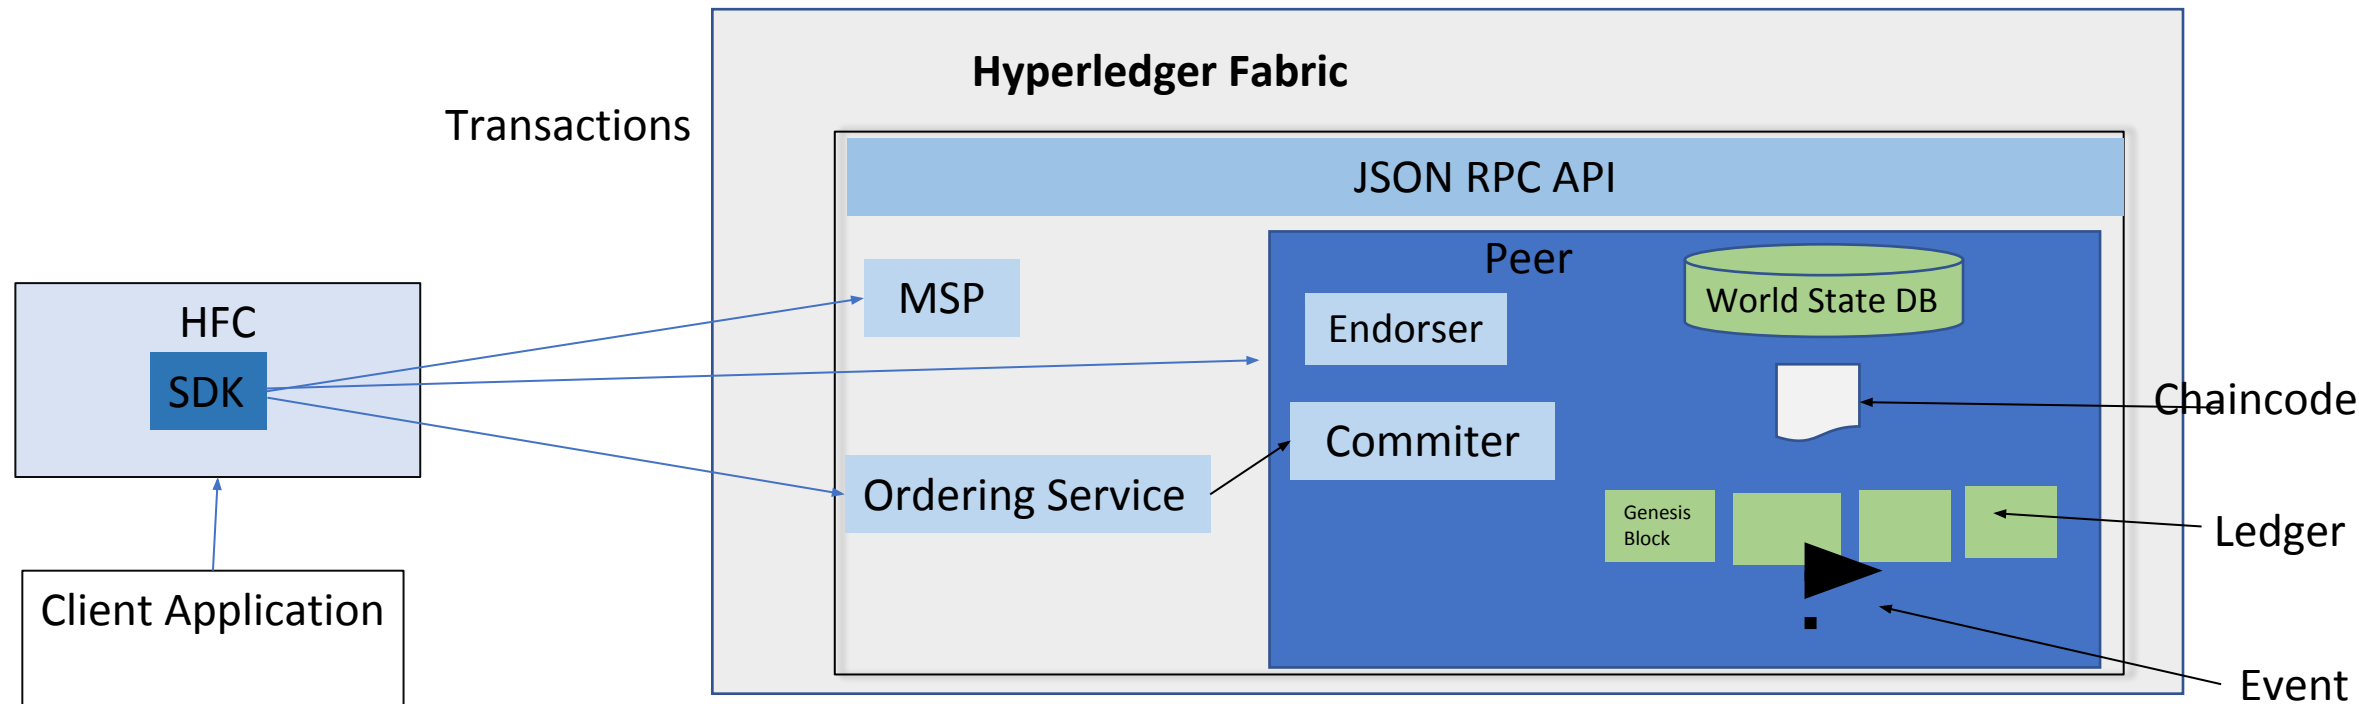 Hyperledger Fabric
Transactions
JSON RPC API
Peer
World State DB
MSP
Endorser
HFC
SDK
Chaincode
Commiter
Ordering Service
Genesis
Block
Ledger
Client Application
Event